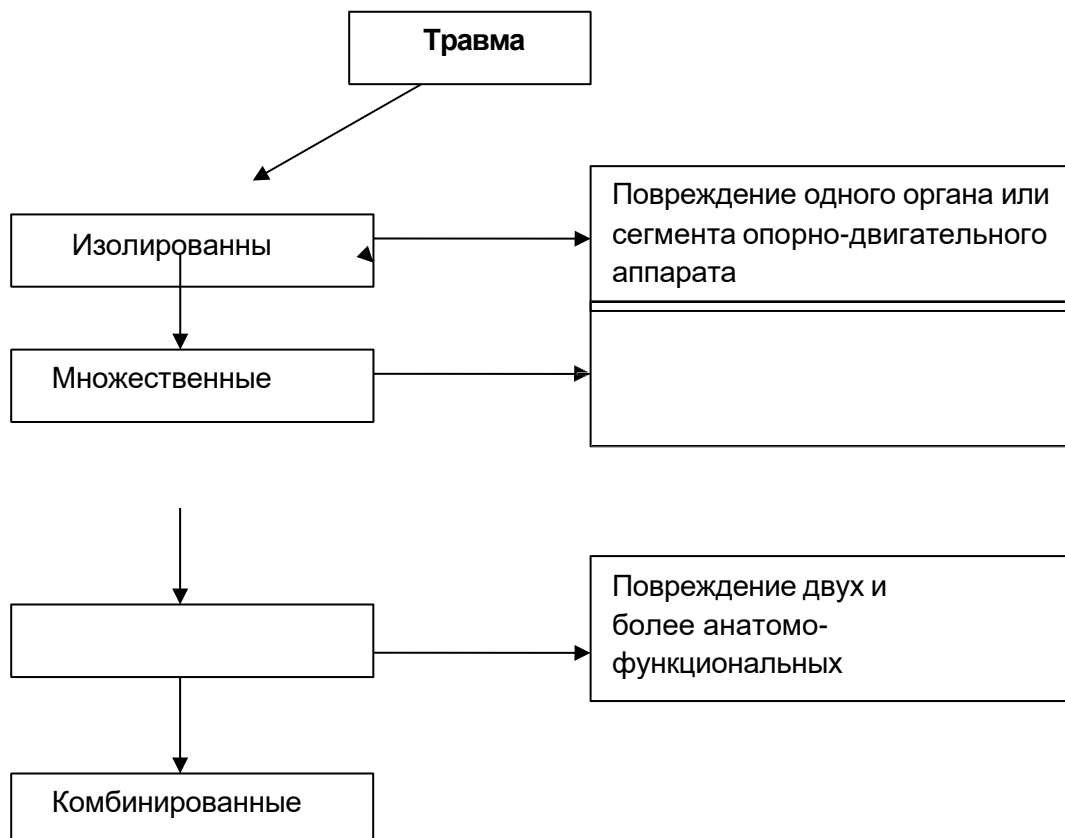 Травма
Повреждение одного органа или
сегмента опорно-двигательного
аппарата
Изолированны
Множественные
Повреждение двух и
более анатомо-
функциональных
Комбинированные